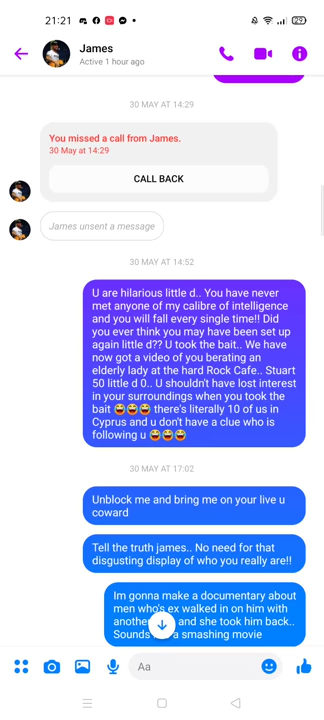 21:21
29
James
Active 1 hour ago
30 MAY AT 14:29
You missed a call from James.
30 May at 14:29
CALL BACK
James unsent a message
30 MAY AT 14:52
U are hilarious little d.. You have never
met anyone of my calibre of intelligence
and you will fall every single time!! Did
you ever think you may have been set up
again little d?? U took the bait.. We have
now got a video of you berating an
elderly lady at the hard Rock Cafe.. Stuart
50 little d 0.. U shouldn't have lost interest
in your surroundings when you took the
bait 😂😂😂 there's literally 10 of us in
Cyprus and u don't have a clue who is
following u 😂😂😂
30 MAY AT 17:02
Unblock me and bring me on your live u
coward
Tell the truth james.. No need for that
disgusting display of who you really are!!
Im gonna make a documentary about
men who's ex walked in on him with
another and she took him back..
Sounds a smashing movie
Aa